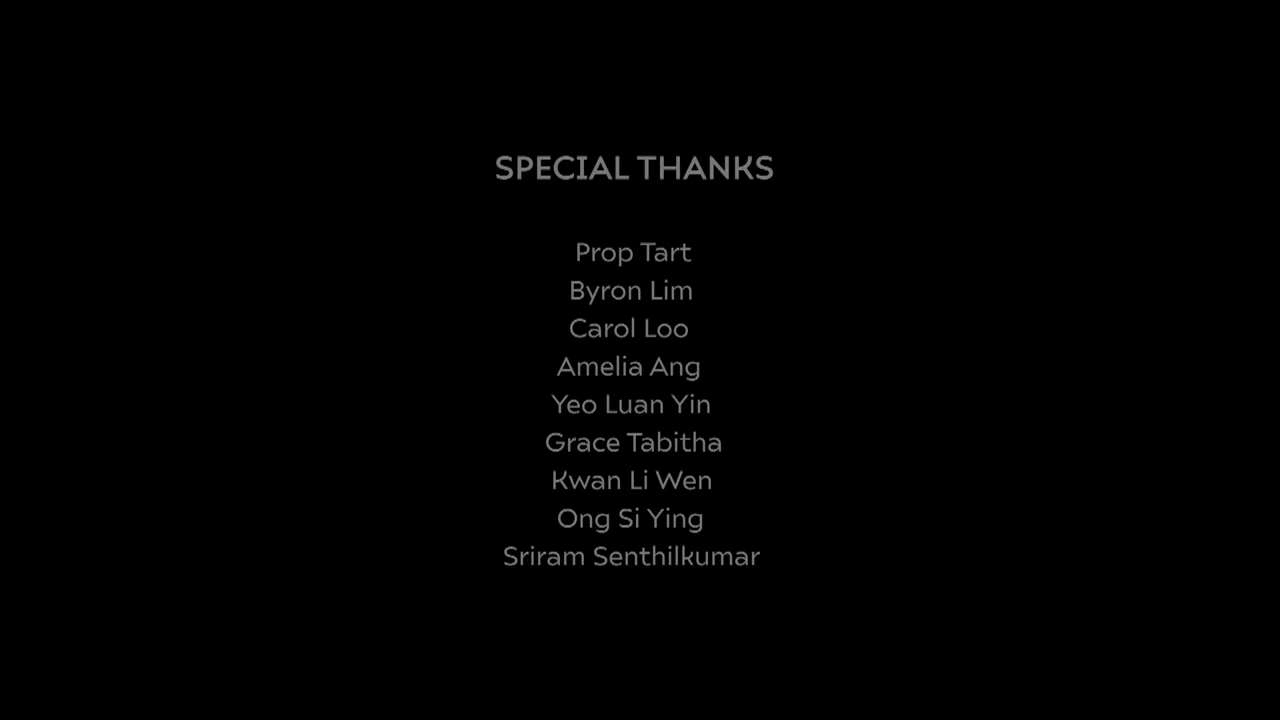 SPECIAL THANKS
Prop Tart
Byron Lim
Carol Loo
Amelia Ang
Yeo Luan Yin
Grace Tabitha
Kwan Li Wen
Ong Si Ying
Sriram Senthilkumar